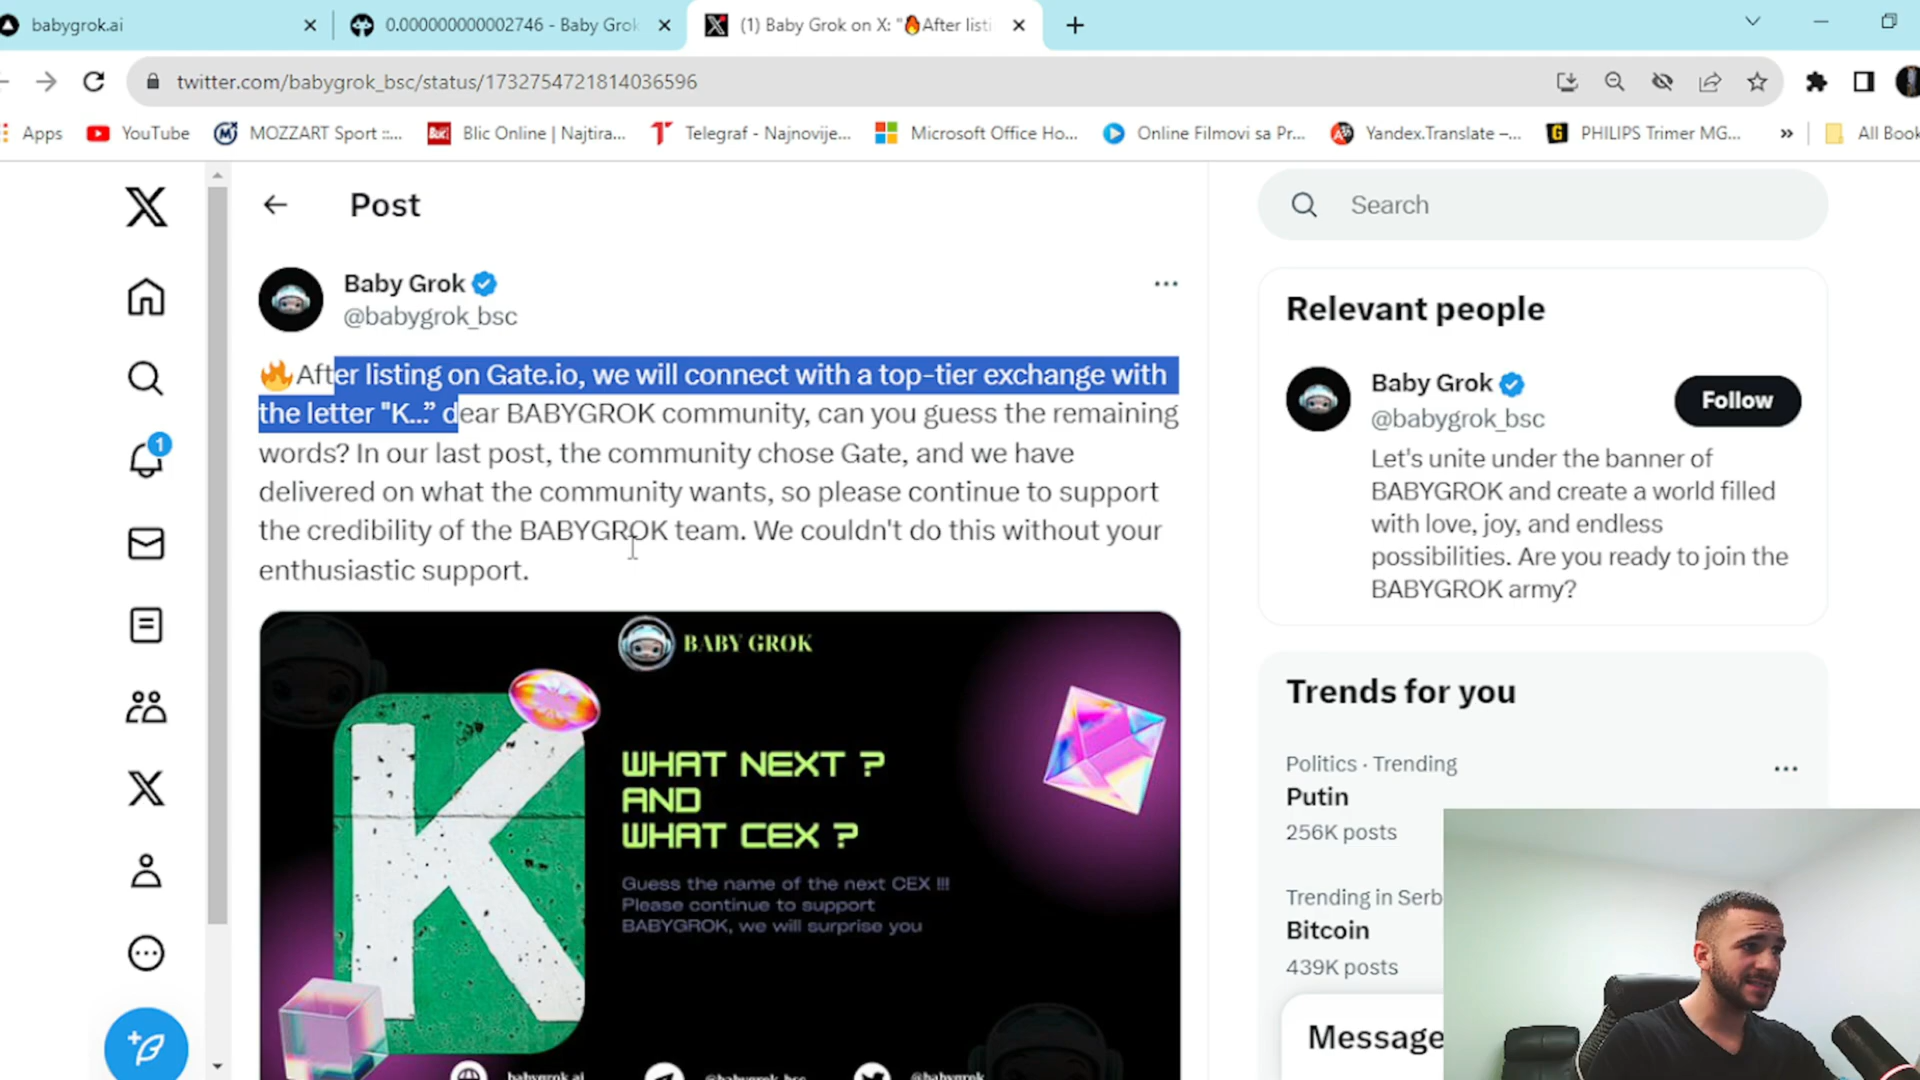 babygrok.ai
0.000000000002746 - Baby Grok
(1) Baby Grok on X: "🔥After listi
twitter.com/babygrok_bsc/status/1732754721814036596
Apps
YouTube
MOZZART Sport ::...
Blic Online | Najtira...
Telegraf - Najnovije...
Microsoft Office Ho...
Online Filmovi sa Pr...
Yandex.Translate –...
PHILIPS Trimer MG...
»
All Book
Post
Search
Baby Grok
@babygrok_bsc
🔥After listing on Gate.io, we will connect with a top-tier exchange with
the letter "K...” dear BABYGROK community, can you guess the remaining
words? In our last post, the community chose Gate, and we have
delivered on what the community wants, so please continue to support
the credibility of the BABYGROK team. We couldn't do this without your
enthusiastic support.
BABY GROK
K
WHAT NEXT ?
AND
WHAT CEX ?
Guess the name of the next CEX !!!
Please continue to support
BABYGROK, we will surprise you
babygrok.ai
@babygrok_bsc
@babygrok
1
Relevant people
Baby Grok
@babygrok_bsc
Follow
Let's unite under the banner of
BABYGROK and create a world filled
with love, joy, and endless
possibilities. Are you ready to join the
BABYGROK army?
Trends for you
Politics · Trending
Putin
256K posts
Trending in Serb
Bitcoin
439K posts
Message